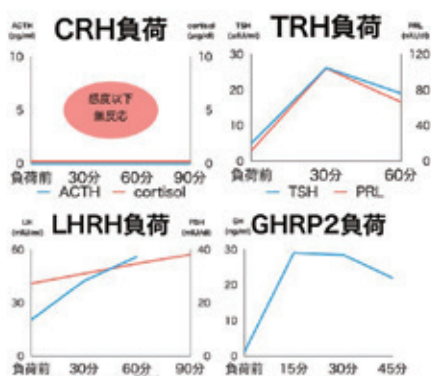 CRH負荷
ACTH
(pg/ml)
cortisol
(μg/dl)
10
5
0
10
5
0
感度以下
無反応
負荷前 30分 60分 90分
ACTH cortisol
TRH負荷
TSH
PRL
30
20
10
0
120
80
40
0
負荷前 30分 60分
TSH PRL
LHRH負荷
LH
FSH
60
30
0
40
20
0
負荷前 30分 60分 90分
GHRP2負荷
GH
(ng/ml)
30
20
10
0
負荷前 15分 30分 45分